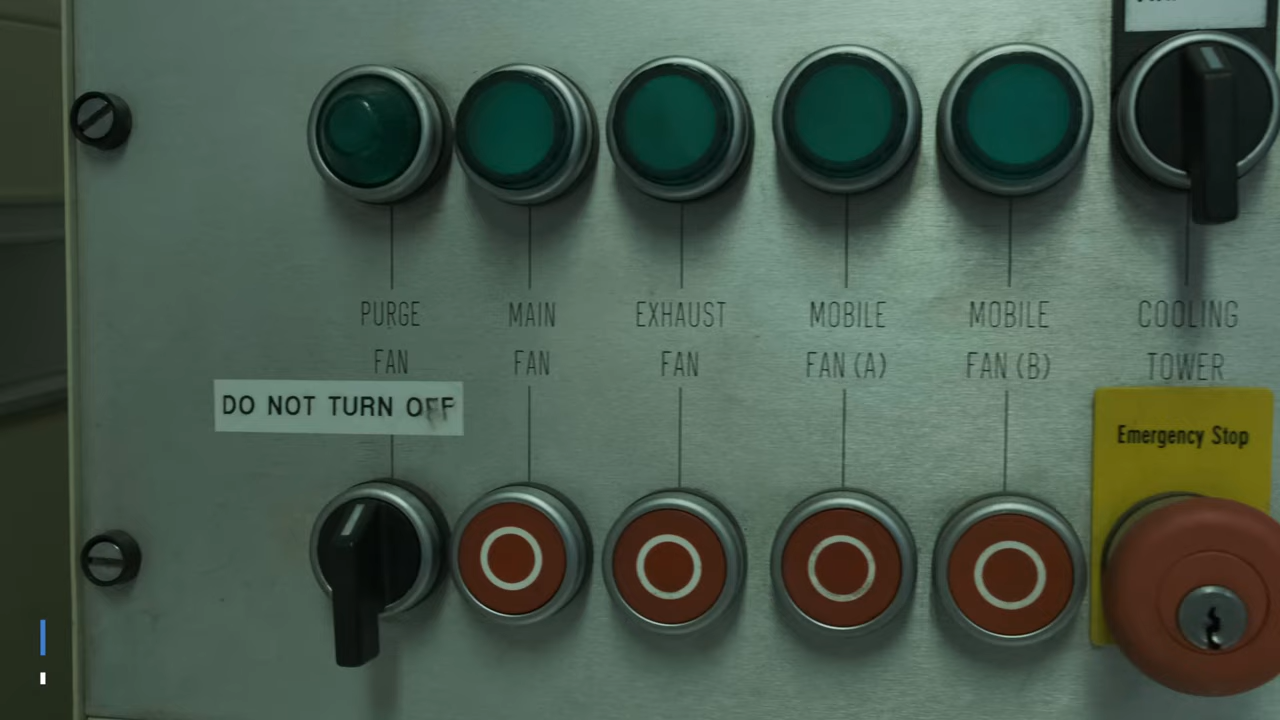 PURGE
FAN
MAIN
FAN
EXHAUST
FAN
MOBILE
FAN (A)
MOBILE
FAN (B)
COOLING
TOWER
DO NOT TURN OFF
Emergency Stop